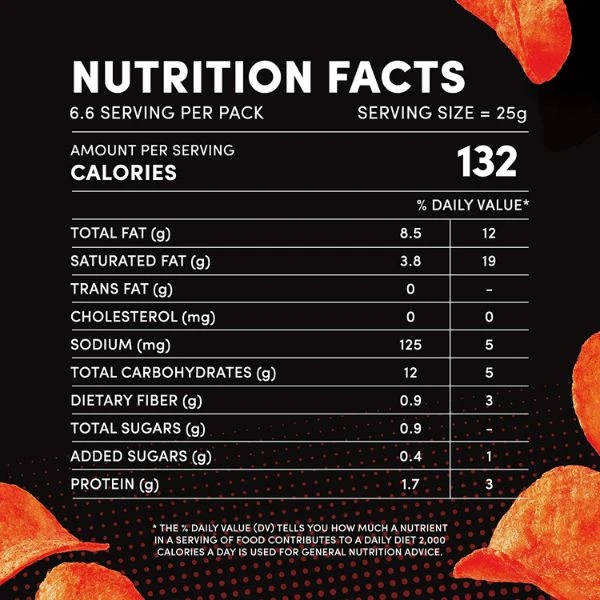 NUTRITION FACTS
6.6 SERVING PER PACK SERVING SIZE = 25g
AMOUNT PER SERVING
CALORIES 132
% DAILY VALUE*
TOTAL FAT (g) 8.5 12
SATURATED FAT (g) 3.8 19
TRANS FAT (g) 0 -
CHOLESTEROL (mg) 0 0
SODIUM (mg) 125 5
TOTAL CARBOHYDRATES (g) 12 5
DIETARY FIBER (g) 0.9 3
TOTAL SUGARS (g) 0.9 -
ADDED SUGARS (g) 0.4 1
PROTEIN (g) 1.7 3
* THE % DAILY VALUE (DV) TELLS YOU HOW MUCH A NUTRIENT
IN A SERVING OF FOOD CONTRIBUTES TO A DAILY DIET 2,000
CALORIES A DAY IS USED FOR GENERAL NUTRITION ADVICE.